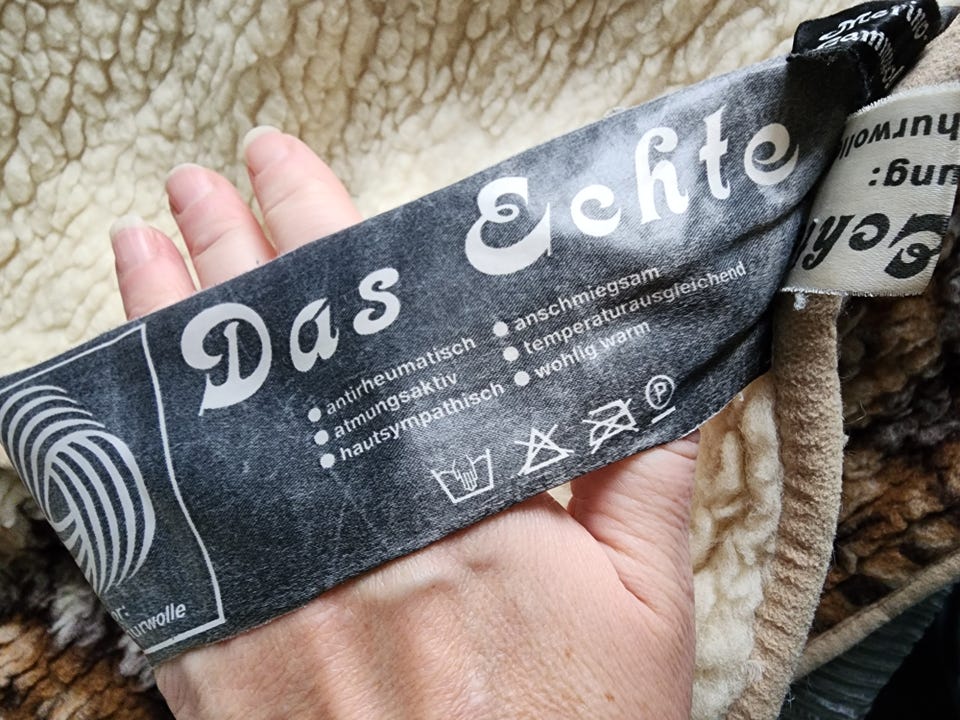 Das Echte
antirheumatisch
atmungsaktiv
hautsympathisch
anschmiegsam
temperaturausgleichend
wohlig warm
P